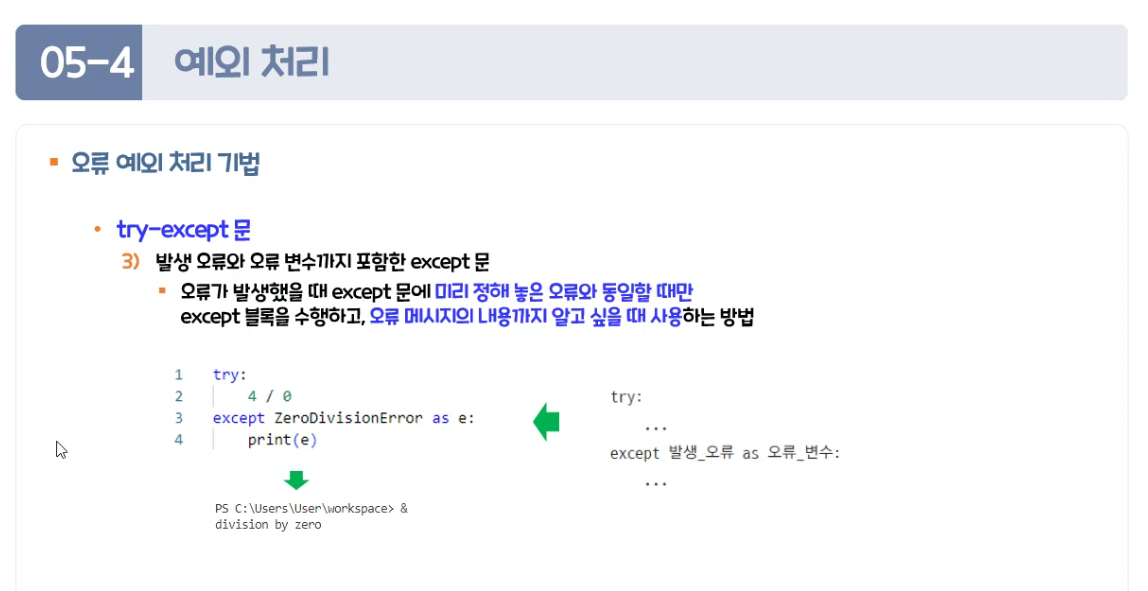 05-4 예외 처리
오류 예외 처리 기법
try-except 문
3) 발생 오류와 오류 변수까지 포함한 except 문
오류가 발생했을 때 except 문에 미리 정해 놓은 오류와 동일할 때만
except 블록을 수행하고, 오류 메시지의 내용까지 알고 싶을 때 사용하는 방법
1 try:
2 4 / 0
3 except ZeroDivisionError as e:
4 print(e)
try:
...
except 발생_오류 as 오류_변수:
...
PS C:\Users\User\workspace> &
division by zero